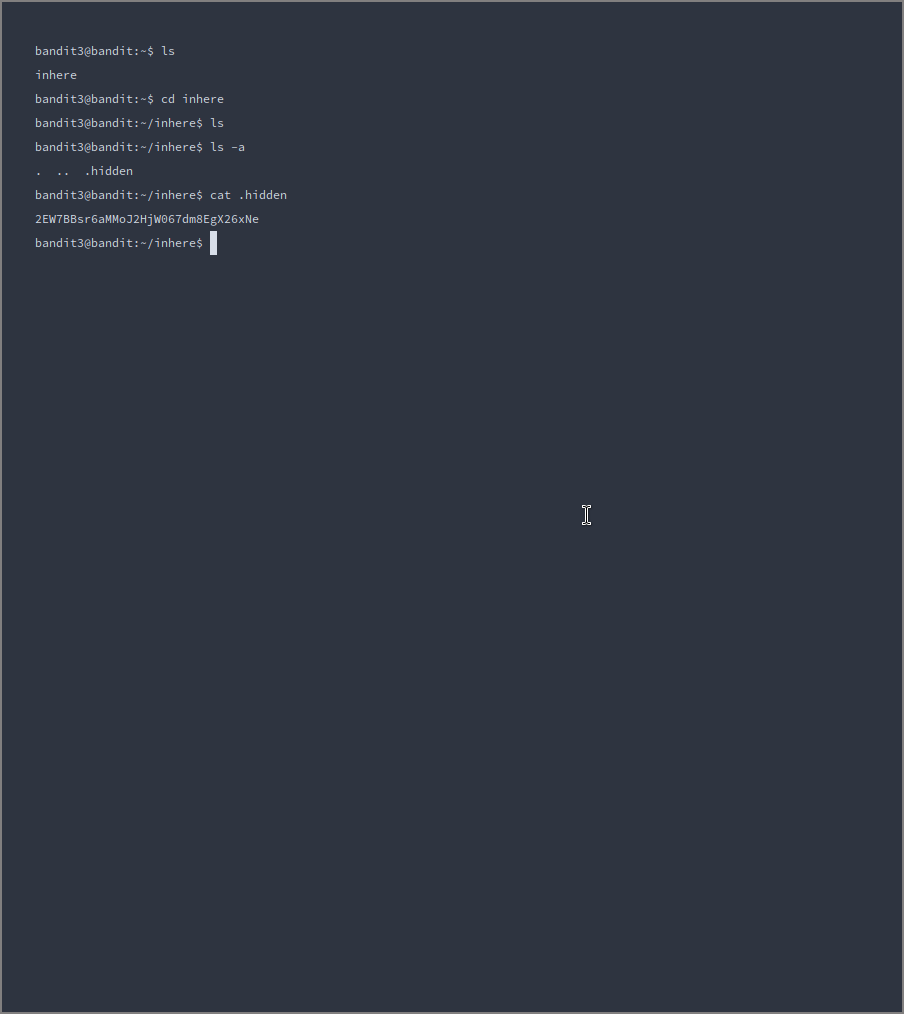 bandit3@bandit:~$ ls
inhere
bandit3@bandit:~$ cd inhere
bandit3@bandit:~/inhere$ ls
bandit3@bandit:~/inhere$ ls -a
.  ..  .hidden
bandit3@bandit:~/inhere$ cat .hidden
2EW7BBsr6aMMoJ2HjW067dm8EgX26xNe
bandit3@bandit:~/inhere$